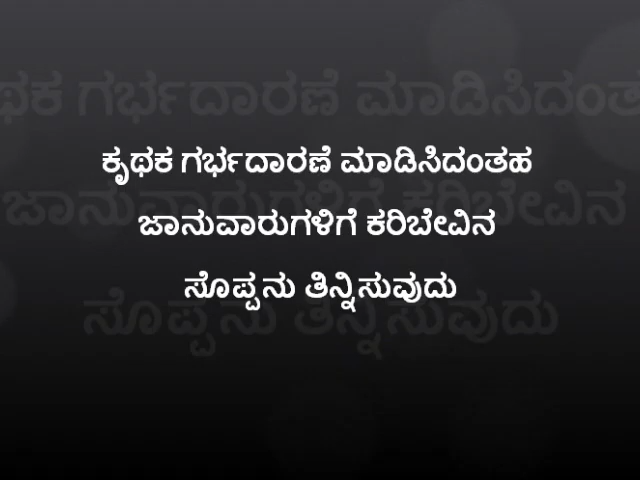 ಕೃಥಕ ಗರ್ಭದಾರಣೆ ಮಾಡಿಸಿದಂತಹ
ಜಾನುವಾರುಗಳಿಗೆ ಕರಿಬೇವಿನ
ಸೊಪ್ಪನು ತಿನ್ನಿಸುವುದು